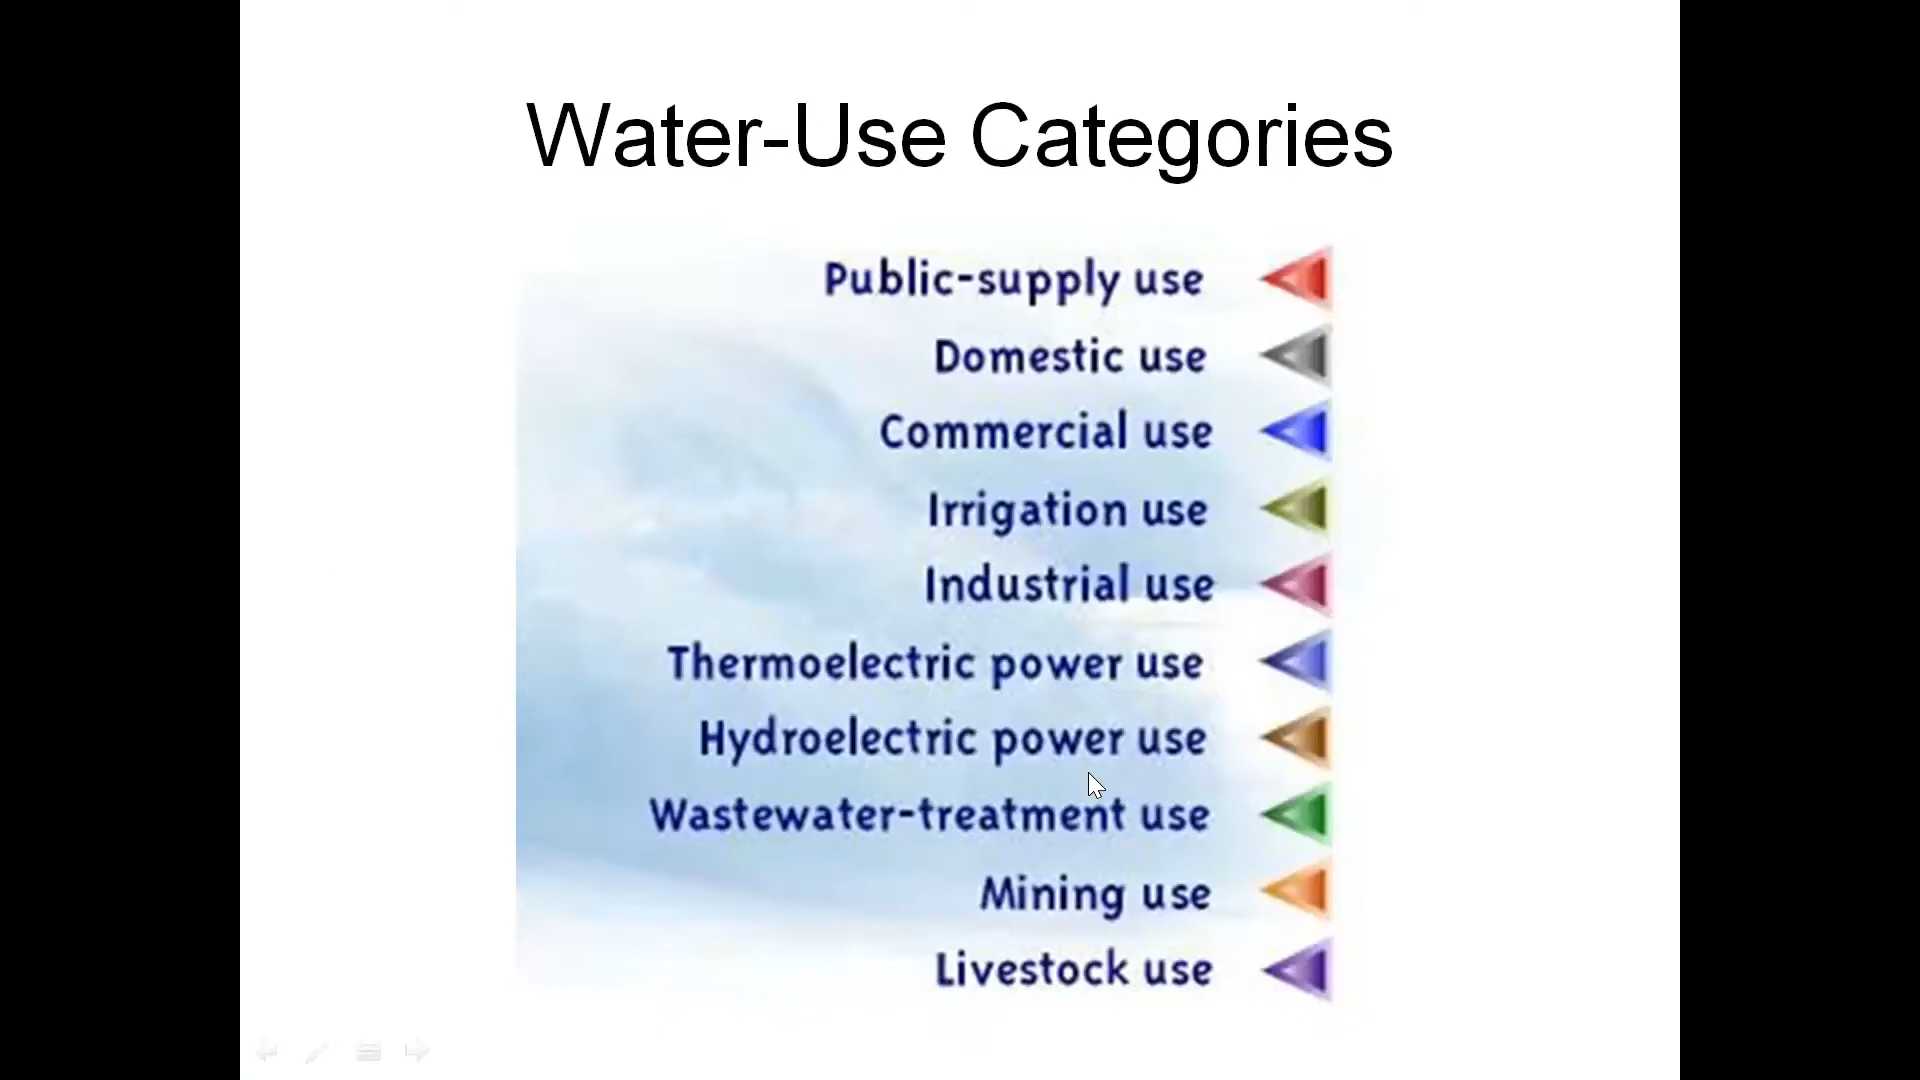 Water-Use Categories
Public-supply use
Domestic use
Commercial use
Irrigation use
Industrial use
Thermoelectric power use
Hydroelectric power use
Wastewater-treatment use
Mining use
Livestock use